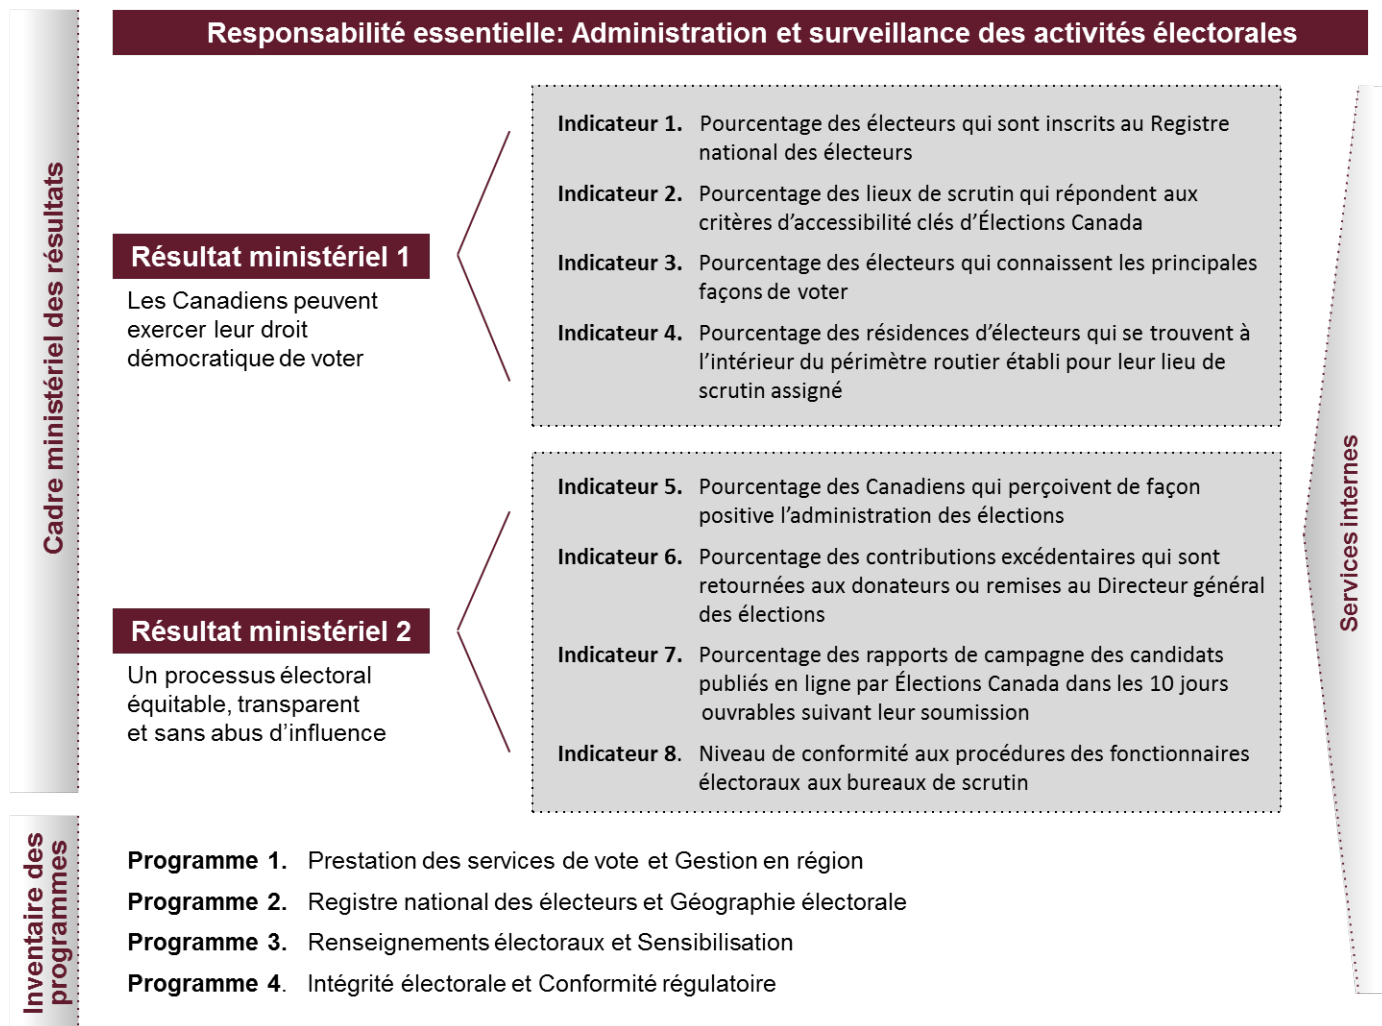 Responsabilité essentielle: Administration et surveillance des activités électorales
Cadre ministériel des résultats
Résultat ministériel 1
Les Canadiens peuvent
exercer leur droit
démocratique de voter
Indicateur 1. Pourcentage des électeurs qui sont inscrits au Registre
national des électeurs
Indicateur 2. Pourcentage des lieux de scrutin qui répondent aux
critères d’accessibilité clés d’Élections Canada
Indicateur 3. Pourcentage des électeurs qui connaissent les principales
façons de voter
Indicateur 4. Pourcentage des résidences d’électeurs qui se trouvent à
l’intérieur du périmètre routier établi pour leur lieu de
scrutin assigné
Résultat ministériel 2
Un processus électoral
équitable, transparent
et sans abus d’influence
Indicateur 5. Pourcentage des Canadiens qui perçoivent de façon
positive l’administration des élections
Indicateur 6. Pourcentage des contributions excédentaires qui sont
retournées aux donateurs ou remises au Directeur général
des élections
Indicateur 7. Pourcentage des rapports de campagne des candidats
publiés en ligne par Élections Canada dans les 10 jours
ouvrables suivant leur soumission
Indicateur 8. Niveau de conformité aux procédures des fonctionnaires
électoraux aux bureaux de scrutin
Services internes
Inventaire des
programmes
Programme 1. Prestation des services de vote et Gestion en région
Programme 2. Registre national des électeurs et Géographie électorale
Programme 3. Renseignements électoraux et Sensibilisation
Programme 4. Intégrité électorale et Conformité régulatoire